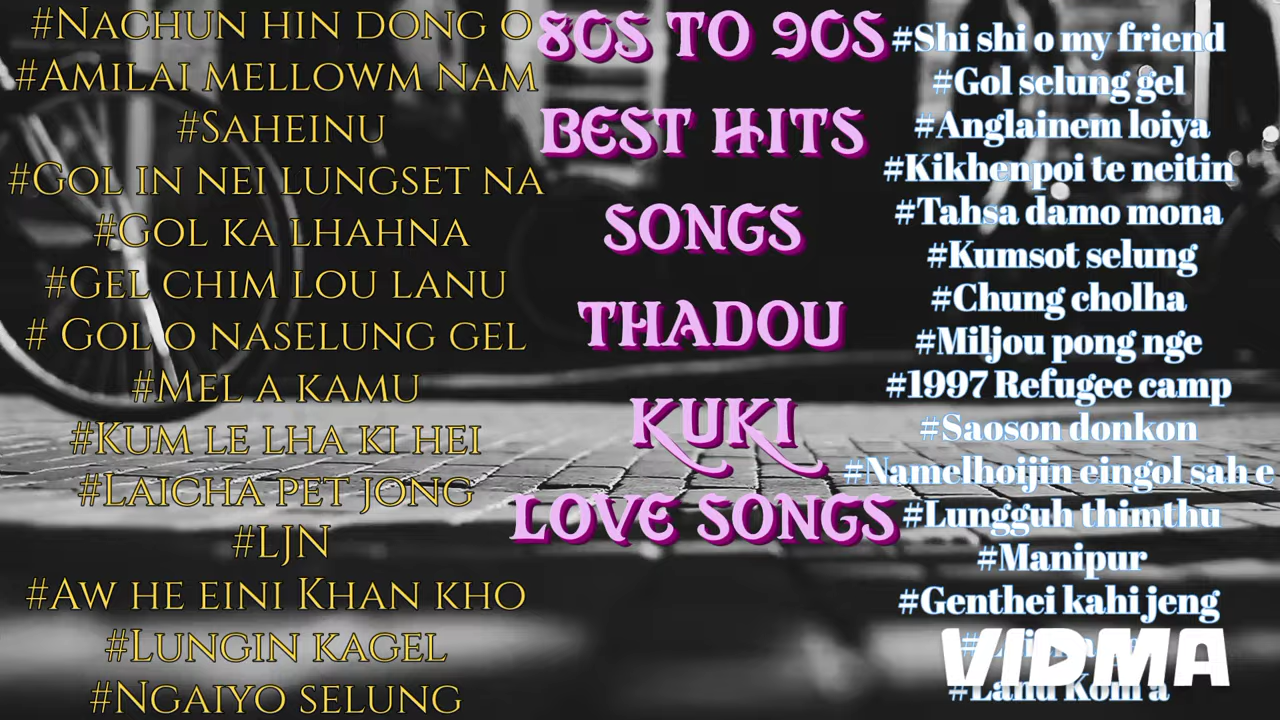 #Nachun hin dong o
#Amilai mellowm nam
#Saheinu
#Gol in nei lungset na
#Gol ka lhahna
#Gel chim lou lanu
# Gol o naselung gel
#Mel a kamu
#Kum le lha ki hei
#Laicha pet jong
#LJN
#Aw he eini Khan kho
#Lungin kagel
#Ngaiyo selung
80S TO 90S
BEST HITS
SONGS
THADOU
KUKI
LOVE SONGS
#Shi shi o my friend
#Gol selung gel
#Anglainem loiya
#Kikhenpoi te neitin
#Tahsa damo mona
#Kumsot selung
#Chung cholha
#Miljou pong nge
#1997 Refugee camp
#Saoson donkon
#Namelhoijin eingol sah e
#Lungguh thimthu
#Manipur
#Genthei kahi jeng
#Lanu Kom a
VIDMA